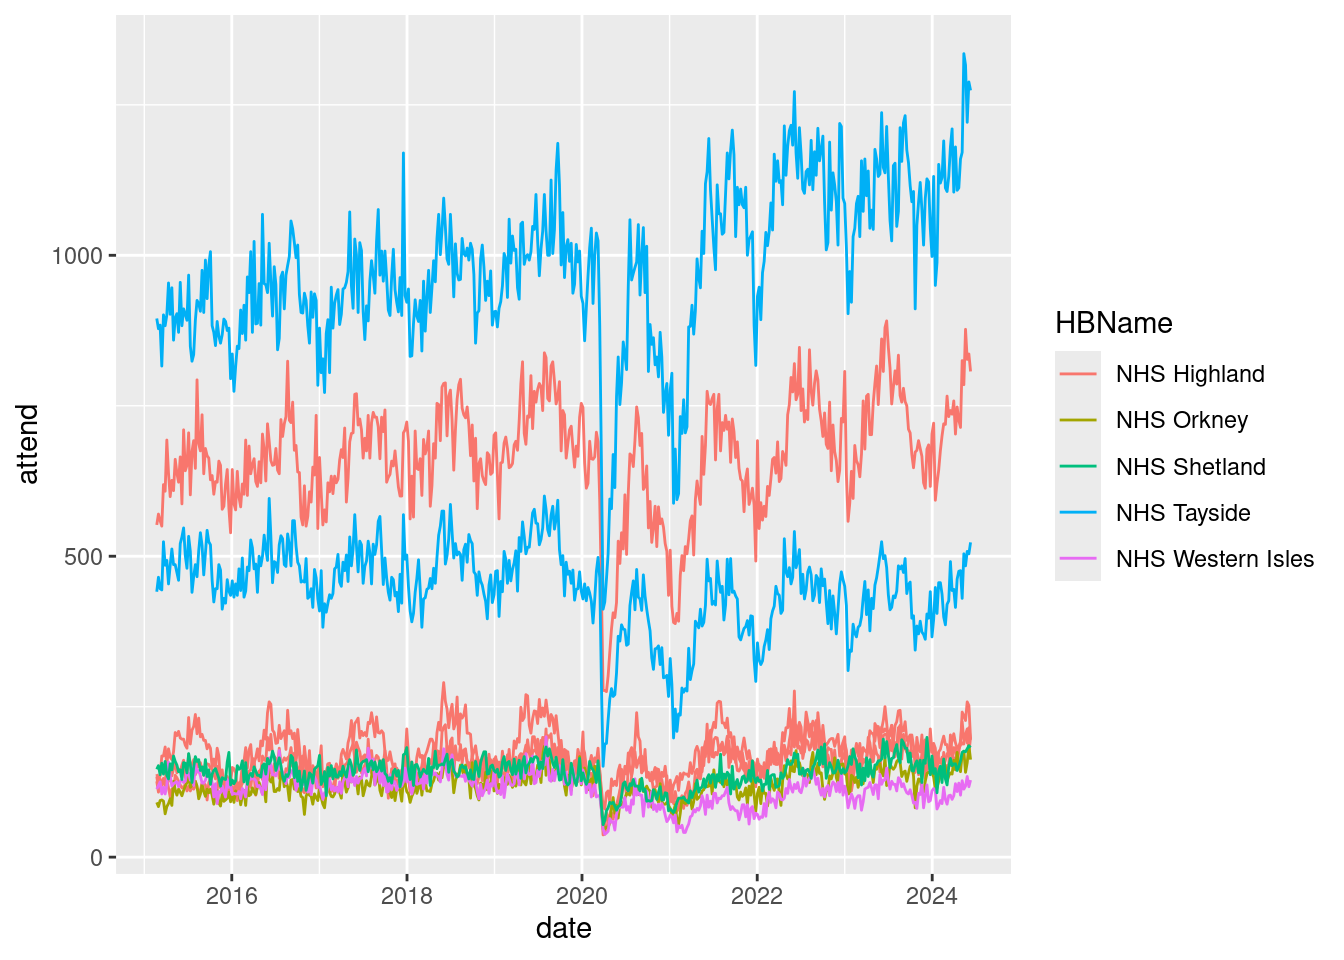 attend
1000
500
0
2016
2018
2020
2022
2024
date
HBName
NHS Highland
NHS Orkney
NHS Shetland
NHS Tayside
NHS Western Isles